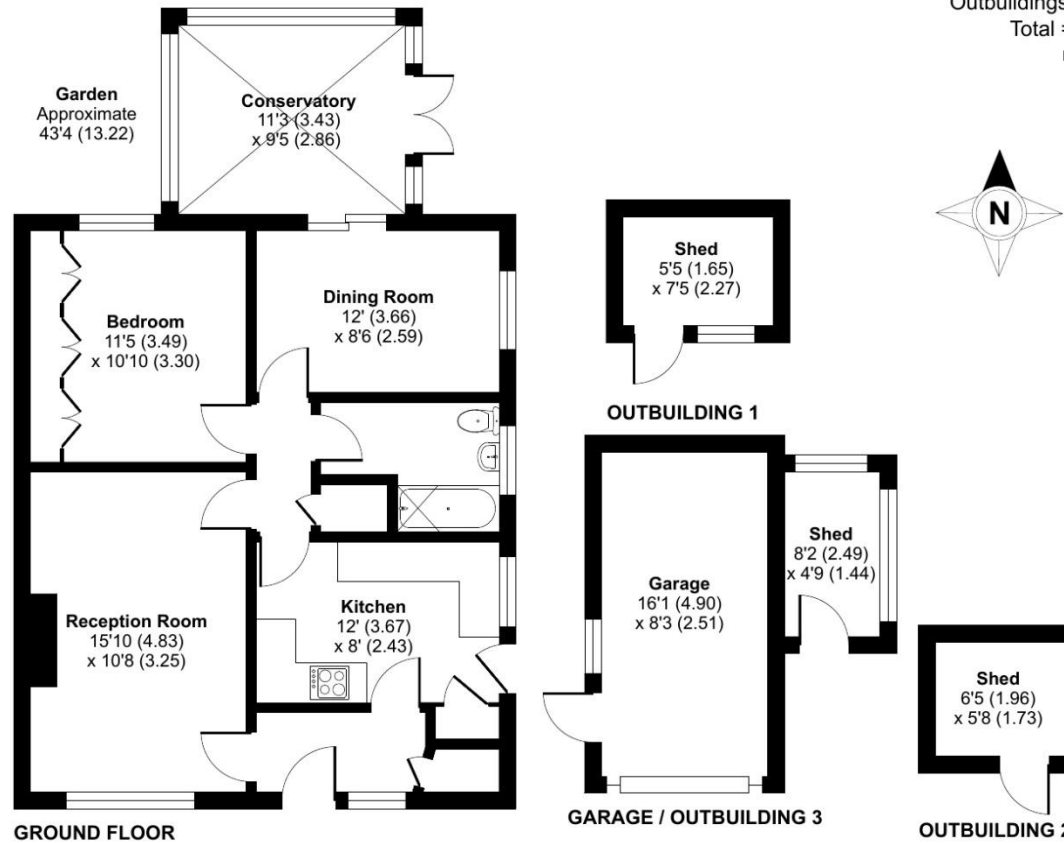 Outbuildings
Total =
Garden
Approximate
43'4 (13.22)
Conservatory
11'3 (3.43)
x 9'5 (2.86)
N
Shed
5'5 (1.65)
x 7'5 (2.27)
OUTBUILDING 1
Bedroom
11'5 (3.49)
x 10'10 (3.30)
Dining Room
12' (3.66)
x 8'6 (2.59)
Reception Room
15'10 (4.83)
x 10'8 (3.25)
Kitchen
12' (3.67)
x 8' (2.43)
Garage
16'1 (4.90)
x 8'3 (2.51)
Shed
8'2 (2.49)
x 4'9 (1.44)
Shed
6'5 (1.96)
x 5'8 (1.73)
GROUND FLOOR
GARAGE / OUTBUILDING 3
OUTBUILDING 2